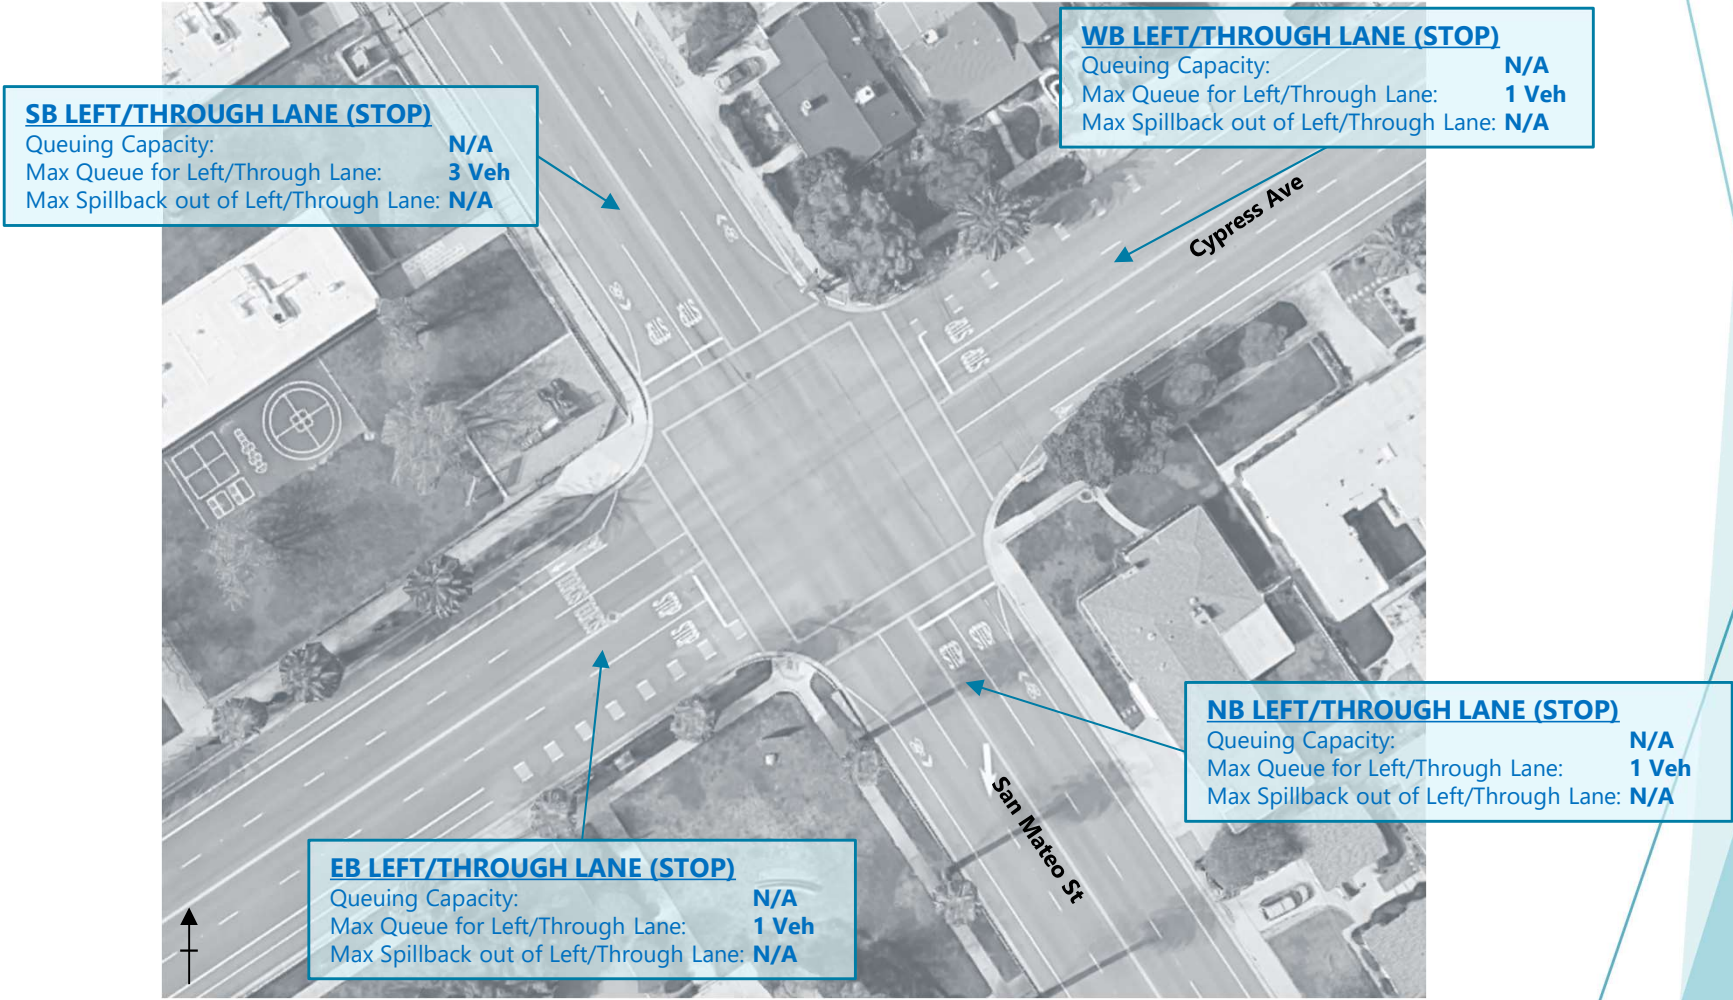 WB LEFT/THROUGH LANE (STOP)
Queuing Capacity: N/A
Max Queue for Left/Through Lane: 1 Veh
Max Spillback out of Left/Through Lane: N/A
SB LEFT/THROUGH LANE (STOP)
Queuing Capacity: N/A
Max Queue for Left/Through Lane: 3 Veh
Max Spillback out of Left/Through Lane: N/A
Cypress Ave
STOP
STOP
NB LEFT/THROUGH LANE (STOP)
Queuing Capacity: N/A
Max Queue for Left/Through Lane: 1 Veh
Max Spillback out of Left/Through Lane: N/A
San Mateo St
EB LEFT/THROUGH LANE (STOP)
Queuing Capacity: N/A
Max Queue for Left/Through Lane: 1 Veh
Max Spillback out of Left/Through Lane: N/A